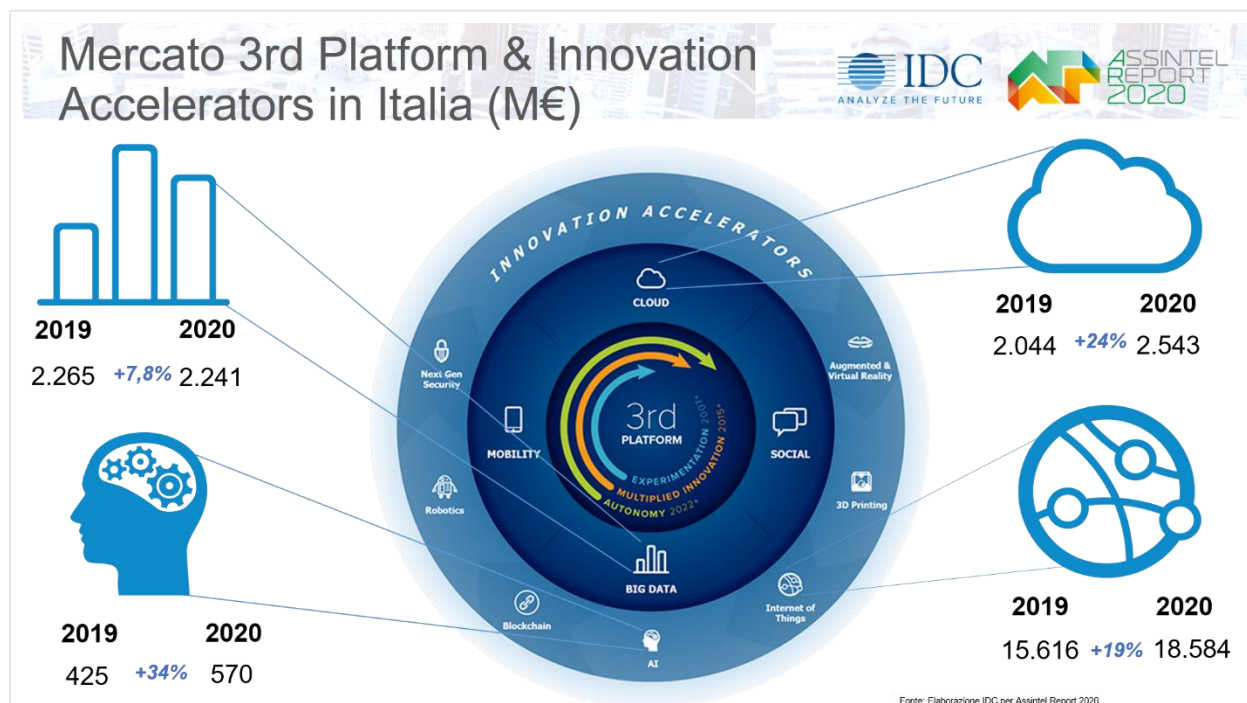 Mercato 3rd Platform & Innovation
Accelerators in Italia (M€)
IDC
ANALYZE THE FUTURE
ASSINTEL
REPORT
2020
2019 2020
2.265 +7,8% 2.241
2019 2020
2.044 +24% 2.543
INNOVATION ACCELERATORS
CLOUD
Next Gen
Security
Augmented &
Virtual Reality
MOBILITY
3rd
PLATFORM
SOCIAL
EXPERIMENTATION 2007+
MULTIPLIED INNOVATION 2015+
AUTONOMY 2022+
Robotics
3D Printing
BIG DATA
Blockchain
Internet of
Things
AI
2019 2020
425 +34% 570
2019 2020
15.616 +19% 18.584
Fonte: Elaborazione IDC per Assintel Report 2020